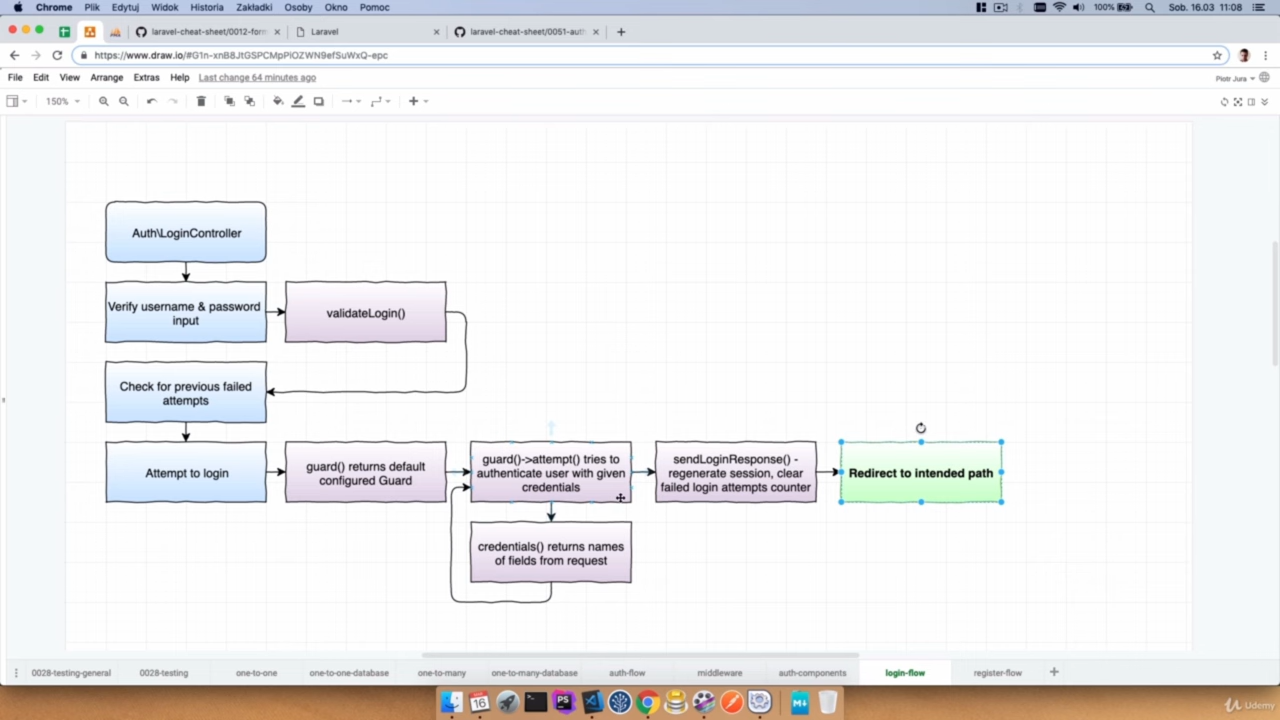 Chrome Plik Edytuj Widok Historia Zakładki Osoby Okno Pomoc 100% Sob. 16.03 11:08
laravel-cheat-sheet/0012-for × Laravel × laravel-cheat-sheet/0051-aut × +
https://www.draw.io/#G1n-xnB8JtGSPCMpPiOZWN9efSuWxQ-epc
File Edit View Arrange Extras Help Last change 64 minutes ago Piotr Jura
150%
Auth\LoginController
Verify username & password
input
validateLogin()
Check for previous failed
attempts
Attempt to login
guard() returns default
configured Guard
guard()->attempt() tries to
authenticate user with given
credentials
sendLoginResponse() -
regenerate session, clear
failed login attempts counter
Redirect to intended path
credentials() returns names
of fields from request
0028-testing-general 0028-testing one-to-one one-to-one-database one-to-many one-to-many-database auth-flow middleware auth-components login-flow register-flow
16 PS M+
Udemy